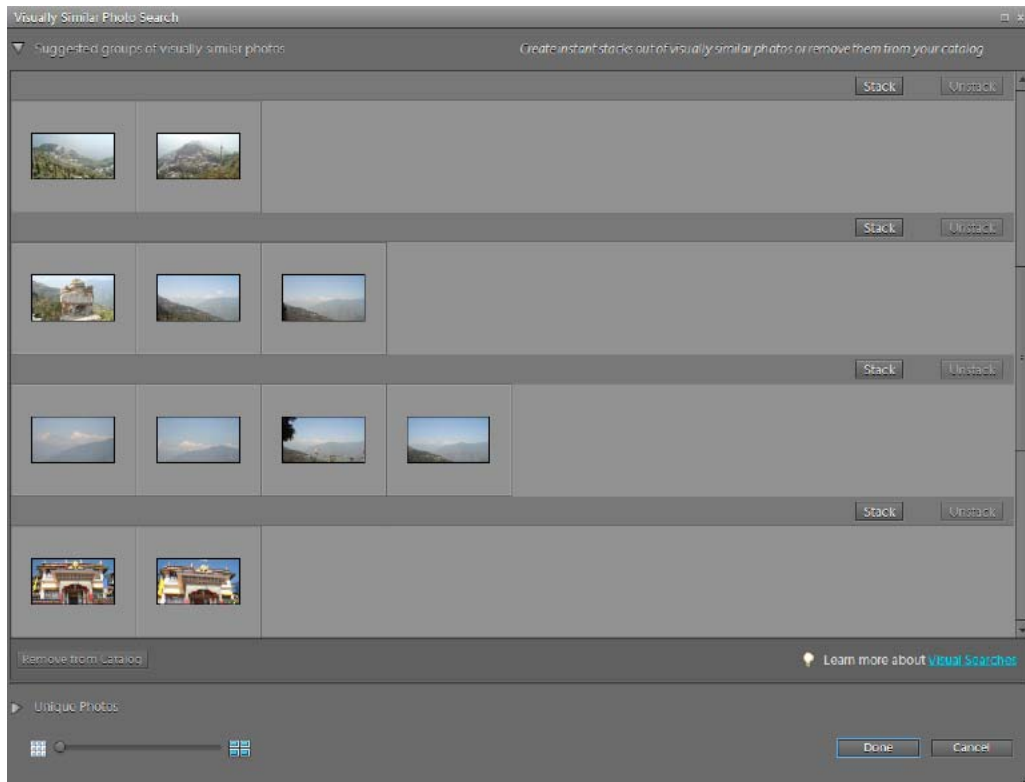 Visually Similar Photo Search
Suggested groups of visually similar photos
Create instant stacks out of visually similar photos or remove them from your catalog
Stack Unstack
Stack Unstack
Stack Unstack
Stack Unstack
Remove from Catalog
Learn more about Visual Searches
Unique Photos
Done Cancel